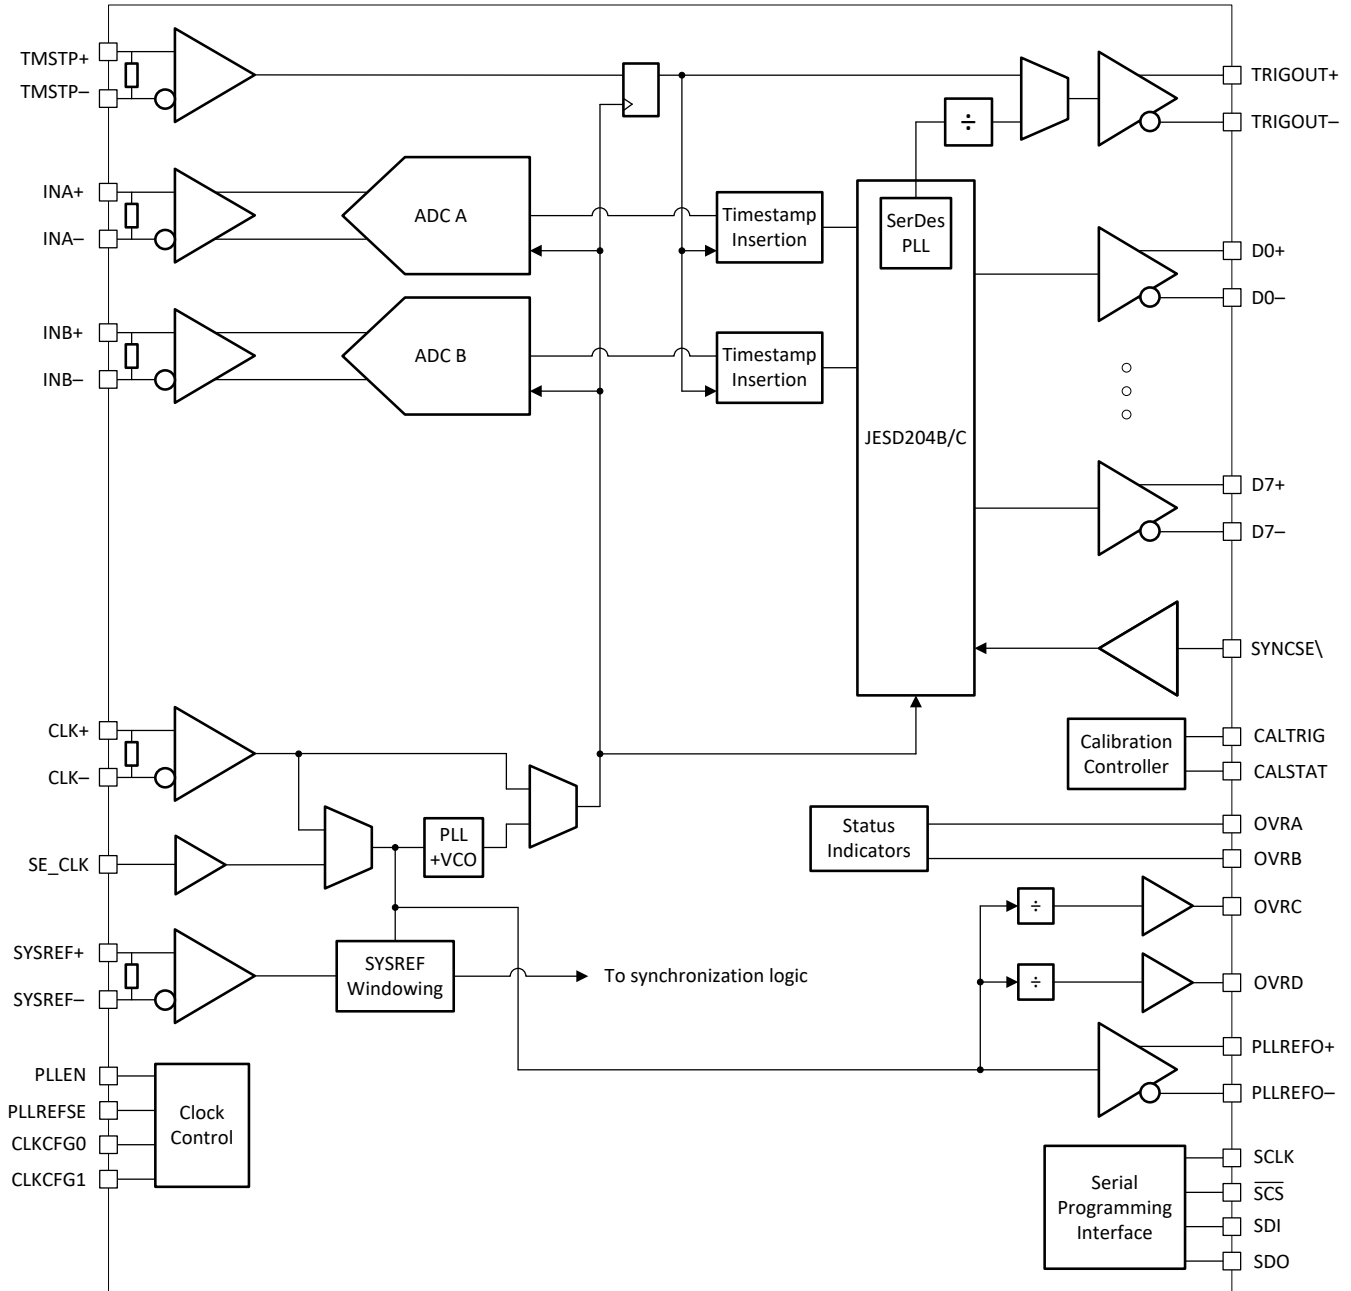 TMSTP+
TMSTP–
TRIGOUT+
TRIGOUT–
÷
INA+
INA–
ADC A
Timestamp
Insertion
SerDes
PLL
D0+
D0–
INB+
INB–
ADC B
Timestamp
Insertion
JESD204B/C
D7+
D7–
SYNCSE\
CLK+
CLK–
Calibration
Controller
CALTRIG
CALSTAT
SE_CLK
PLL
+VCO
Status
Indicators
OVRA
OVRB
÷
OVRC
SYSREF+
SYSREF–
SYSREF
Windowing
To synchronization logic
÷
OVRD
PLLREFO+
PLLREFO–
PLLEN
PLLREFSE
CLKCFG0
CLKCFG1
Clock
Control
Serial
Programming
Interface
SCLK
SCS
SDI
SDO